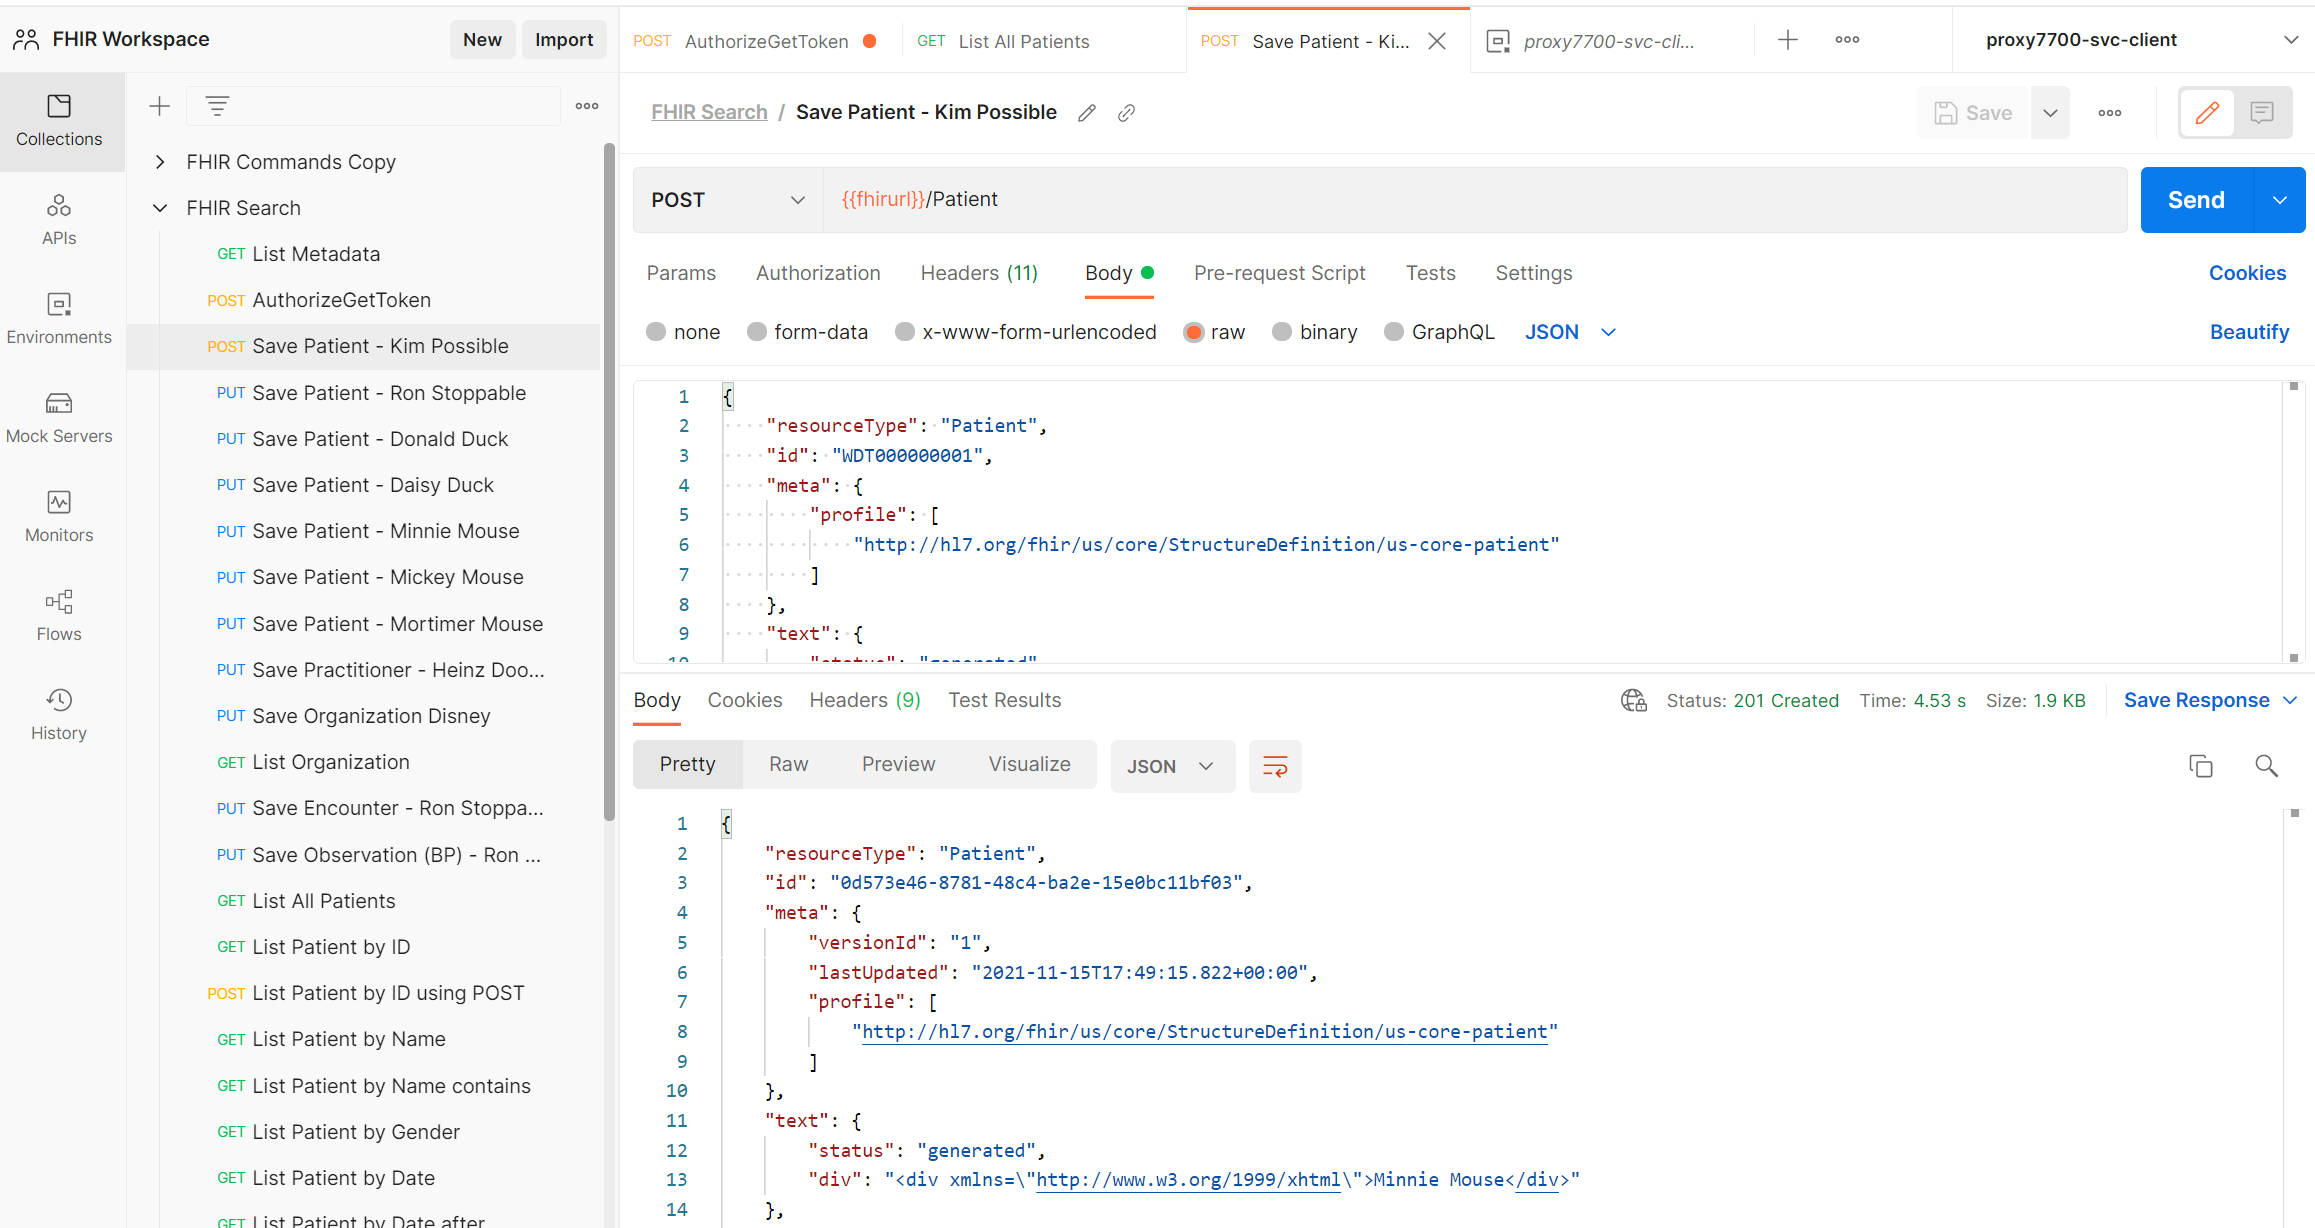 FHIR Workspace
New
Import
POST AuthorizeGetToken
GET List All Patients
POST Save Patient - Ki...
proxy7700-svc-cli...
proxy7700-svc-client
Collections
APIs
Environments
Mock Servers
Monitors
Flows
History
FHIR Commands Copy
FHIR Search
GET List Metadata
POST AuthorizeGetToken
POST Save Patient - Kim Possible
PUT Save Patient - Ron Stoppable
PUT Save Patient - Donald Duck
PUT Save Patient - Daisy Duck
PUT Save Patient - Minnie Mouse
PUT Save Patient - Mickey Mouse
PUT Save Patient - Mortimer Mouse
PUT Save Practitioner - Heinz Doo...
PUT Save Organization Disney
GET List Organization
PUT Save Encounter - Ron Stoppa...
PUT Save Observation (BP) - Ron ...
GET List All Patients
GET List Patient by ID
POST List Patient by ID using POST
GET List Patient by Name
GET List Patient by Name contains
GET List Patient by Gender
GET List Patient by Date
GET List Patient by Date after
FHIR Search / Save Patient - Kim Possible
Save
POST
{{fhirurl}}/Patient
Send
Params Authorization Headers (11) Body Pre-request Script Tests Settings
Cookies
none form-data x-www-form-urlencoded raw binary GraphQL JSON
Beautify
1 {
2 "resourceType": "Patient",
3 "id": "WDT000000001",
4 "meta": {
5 "profile": [
6 "http://hl7.org/fhir/us/core/StructureDefinition/us-core-patient"
7 ]
8 },
9 "text": {
10 "status": "generated"
Body Cookies Headers (9) Test Results
Status: 201 Created Time: 4.53 s Size: 1.9 KB
Save Response
Pretty Raw Preview Visualize JSON
1 {
2 "resourceType": "Patient",
3 "id": "0d573e46-8781-48c4-ba2e-15e0bc11bf03",
4 "meta": {
5 "versionId": "1",
6 "lastUpdated": "2021-11-15T17:49:15.822+00:00",
7 "profile": [
8 "http://hl7.org/fhir/us/core/StructureDefinition/us-core-patient"
9 ]
10 },
11 "text": {
12 "status": "generated",
13 "div": "<div xmlns=\"http://www.w3.org/1999/xhtml\">Minnie Mouse</div>"
14 },